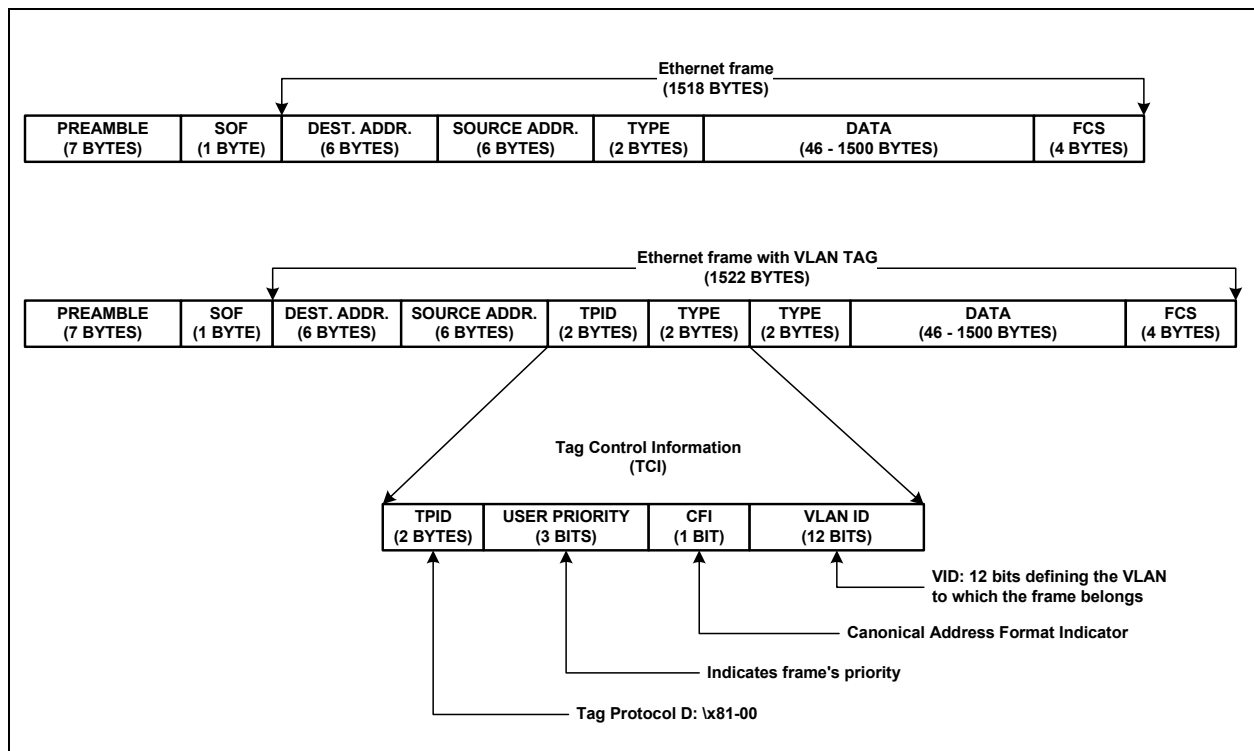 Ethernet frame
(1518 BYTES)
PREAMBLE
(7 BYTES)
SOF
(1 BYTE)
DEST. ADDR.
(6 BYTES)
SOURCE ADDR.
(6 BYTES)
TYPE
(2 BYTES)
DATA
(46 - 1500 BYTES)
FCS
(4 BYTES)
Ethernet frame with VLAN TAG
(1522 BYTES)
PREAMBLE
(7 BYTES)
SOF
(1 BYTE)
DEST. ADDR.
(6 BYTES)
SOURCE ADDR.
(6 BYTES)
TPID
(2 BYTES)
TYPE
(2 BYTES)
TYPE
(2 BYTES)
DATA
(46 - 1500 BYTES)
FCS
(4 BYTES)
Tag Control Information
(TCI)
TPID
(2 BYTES)
USER PRIORITY
(3 BITS)
CFI
(1 BIT)
VLAN ID
(12 BITS)
VID: 12 bits defining the VLAN
to which the frame belongs
Canonical Address Format Indicator
Indicates frame's priority
Tag Protocol D: \x81-00